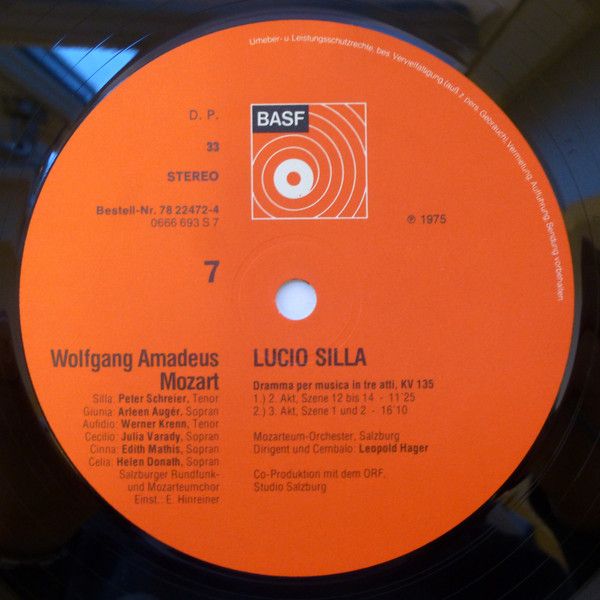 Urheber- u. Leistungsschutzrechte, bes. Vervielfältigung (auß. z. pers. Gebrauch) Vermietung Aufführung Sendung vorbehalten
D. P.
BASF
33
STEREO
Bestell-Nr. 78 22472-4
0666 693 S 7
℗ 1975
7
Wolfgang Amadeus
Mozart
Silla: Peter Schreier, Tenor
Giunia: Arleen Augér, Sopran
Aufidio: Werner Krenn, Tenor
Cecilio: Julia Varady, Sopran
Cinna: Edith Mathis, Sopran
Celia: Helen Donath, Sopran
Salzburger Rundfunk-
und Mozarteumchor
Einst.: E. Hinreiner
LUCIO SILLA
Dramma per musica in tre atti, KV 135
1.) 2. Akt, Szene 12 bis 14 - 11'25
2.) 3. Akt, Szene 1 und 2 - 16'10
Mozarteum-Orchester, Salzburg
Dirigent und Cembalo: Leopold Hager
Co-Produktion mit dem ORF.
Studio Salzburg